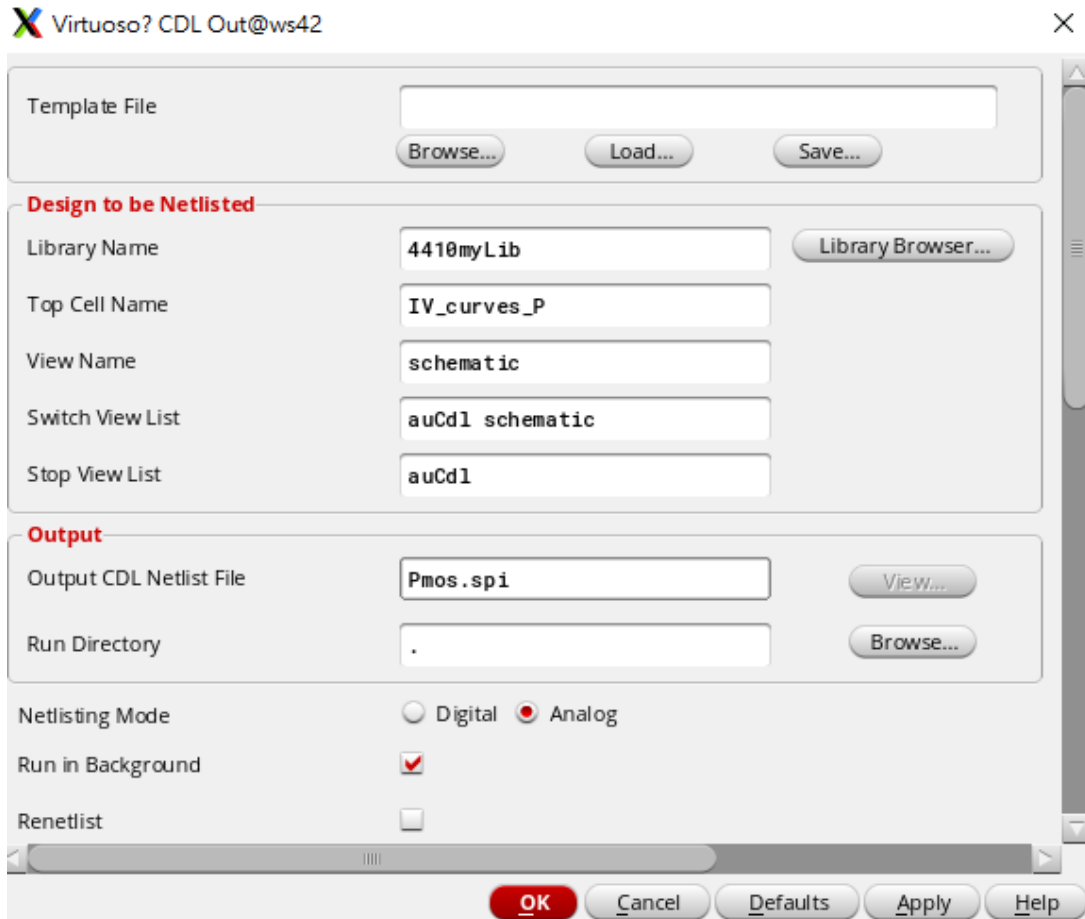 Virtuoso? CDL Out@ws42
Template File
Browse... Load... Save...
Design to be Netlisted
Library Name 4410myLib Library Browser...
Top Cell Name IV_curves_P
View Name schematic
Switch View List auCdl schematic
Stop View List auCdl
Output
Output CDL Netlist File Pmos.spi View...
Run Directory . Browse...
Netlisting Mode Digital Analog
Run in Background
Renetlist
OK Cancel Defaults Apply Help